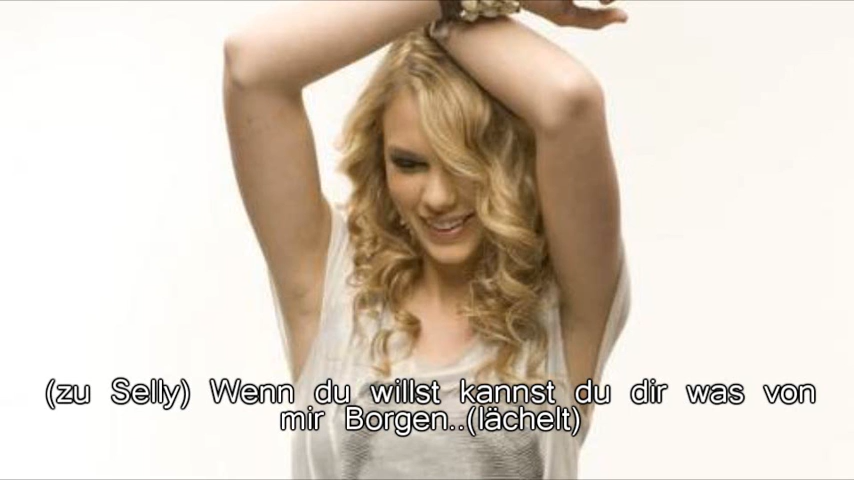 (zu Selly) Wenn du willst kannst du dir was von
mir Borgen..(lächelt)